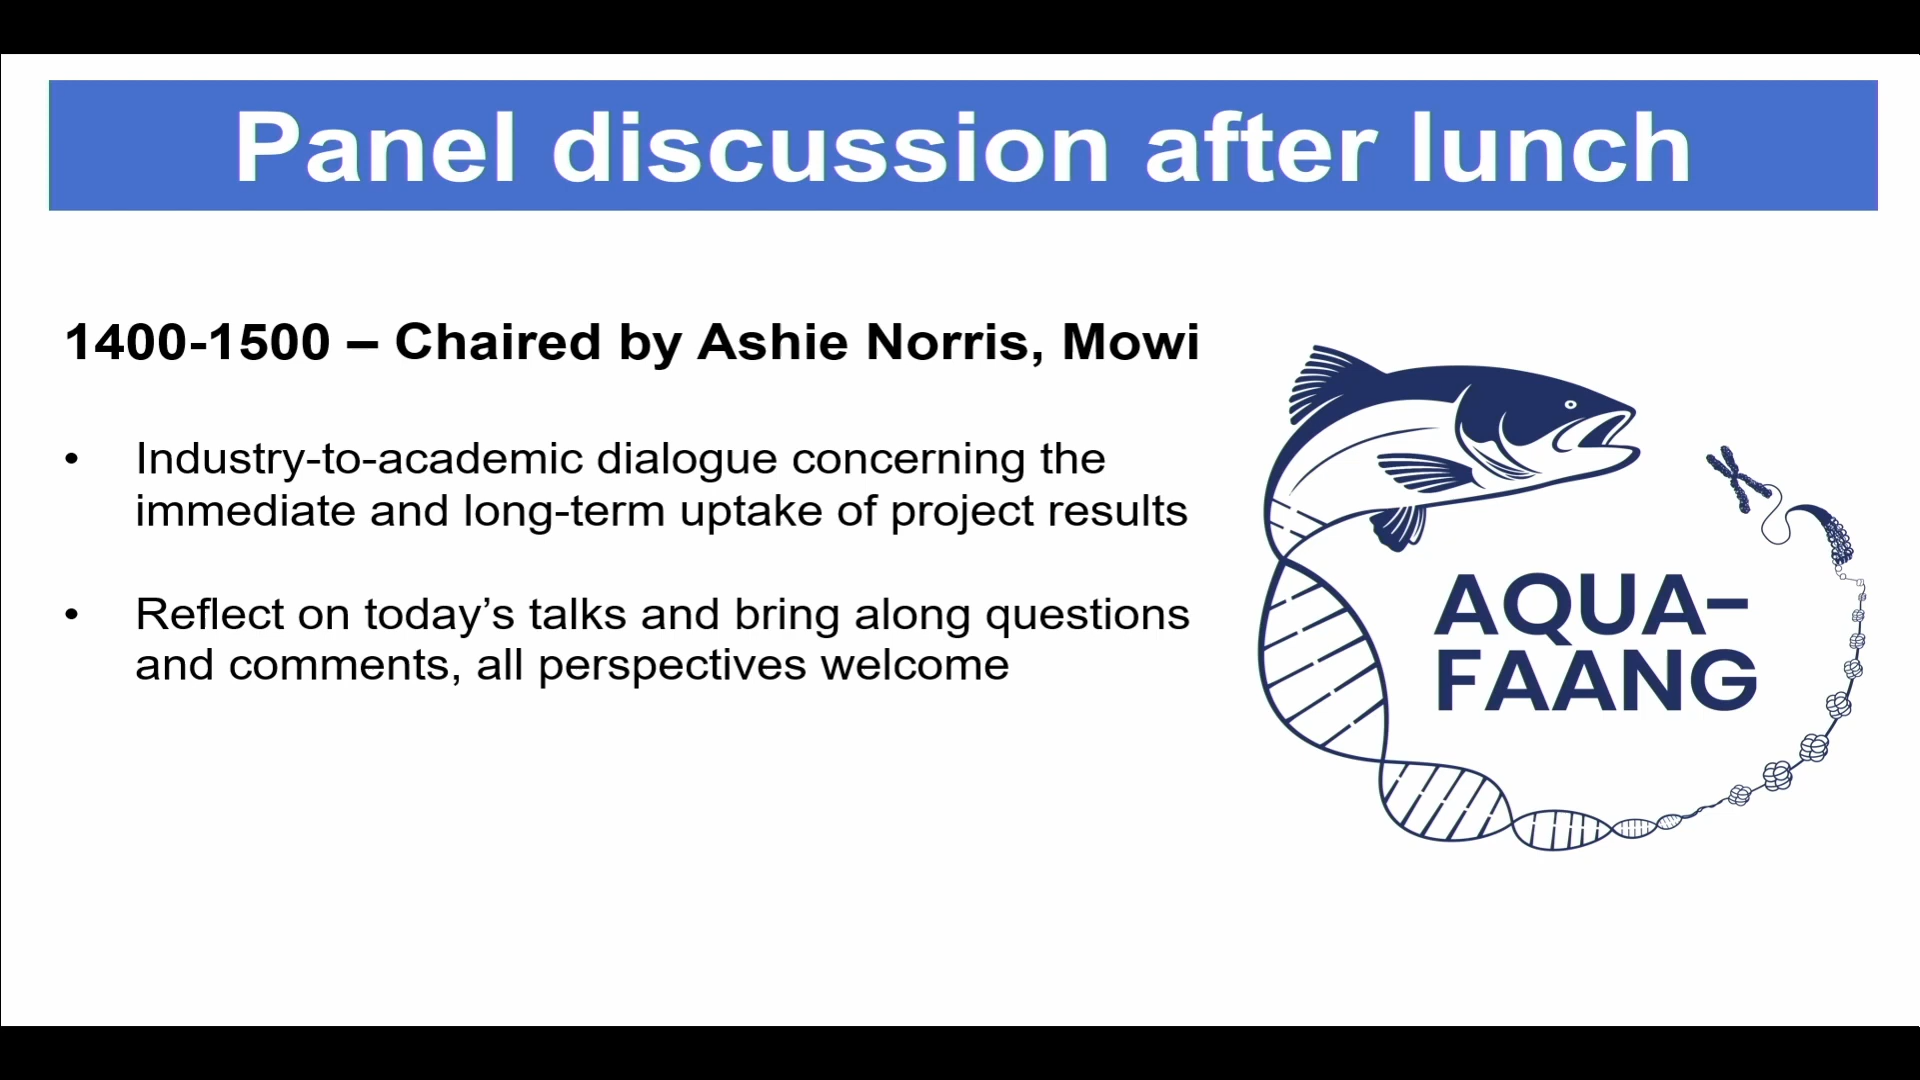 Panel discussion after lunch
1400-1500 – Chaired by Ashie Norris, Mowi
• Industry-to-academic dialogue concerning the
immediate and long-term uptake of project results
• Reflect on today’s talks and bring along questions
and comments, all perspectives welcome
AQUA–
FAANG